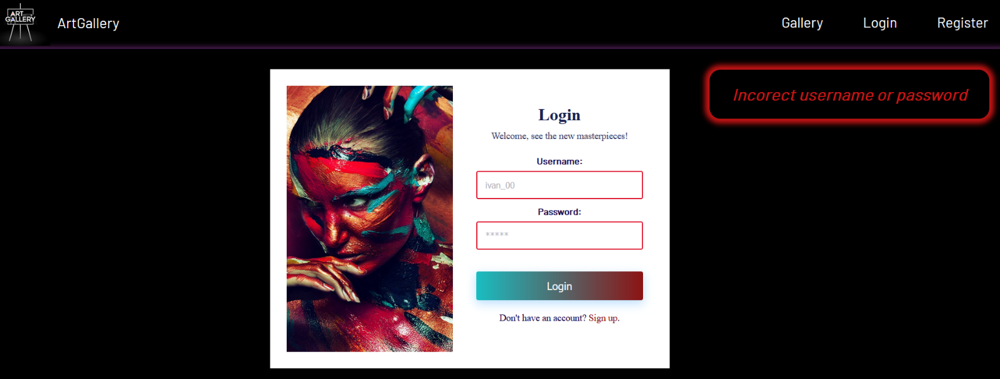 ART
GALLERY
ArtGallery
Gallery
Login
Register
Incorect username or password
Login
Welcome, see the new masterpieces!
Username:
ivan_00
Password:
*****
Login
Don't have an account? Sign up.